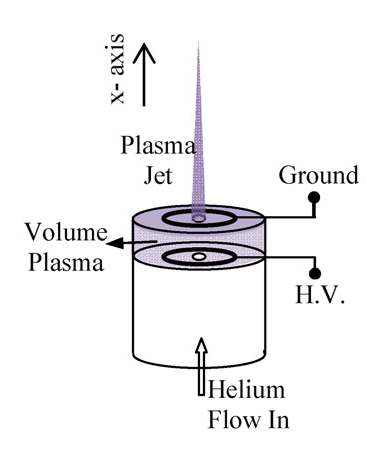 x- axis
Plasma
Jet
Ground
Volume
Plasma
H.V.
Helium
Flow In